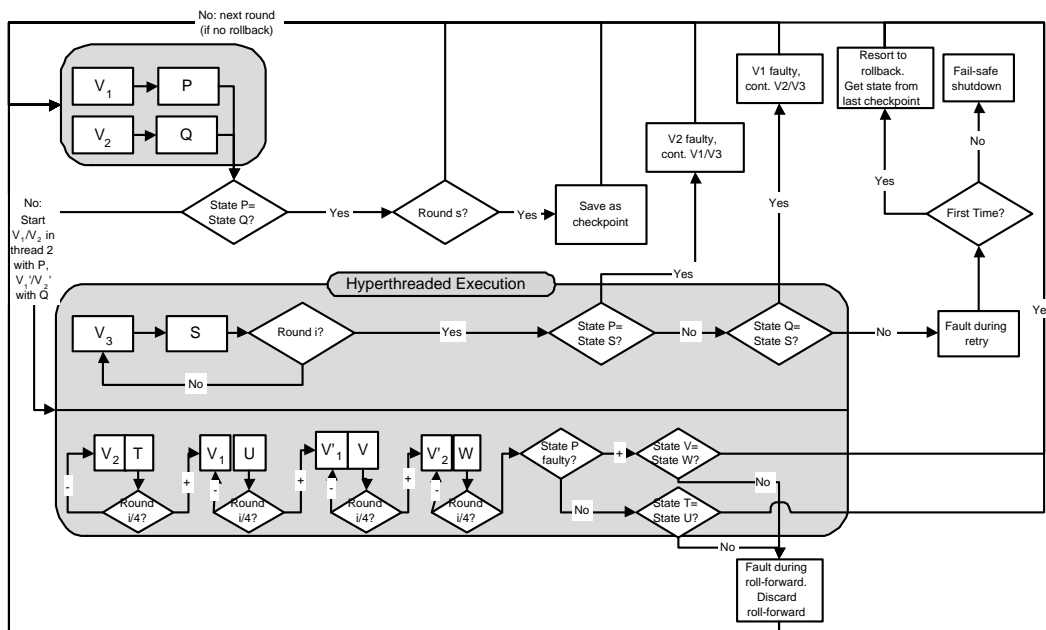 No: next round
(if no rollback)
V1
P
V2
Q
State P=
State Q?
Yes
Round s?
Yes
Save as
checkpoint
V2 faulty,
cont. V1/V3
V1 faulty,
cont. V2/V3
Resort to
rollback.
Get state from
last checkpoint
Fail-safe
shutdown
No
Yes
First Time?
Yes
Yes
No:
Start
V1/V2 in
thread 2
with P,
V1'/V2'
with Q
Hyperthreaded Execution
V3
S
Round i?
Yes
State P=
State S?
No
State Q=
State S?
No
Fault during
retry
Ye
No
V2
T
V1
U
V'1
V
V'2
W
State P
faulty?
+
State V=
State W?
-
Round
i/4?
+
-
Round
i/4?
+
-
Round
i/4?
+
-
Round
i/4?
No
State T=
State U?
No
No
Fault during
roll-forward.
Discard
roll-forward